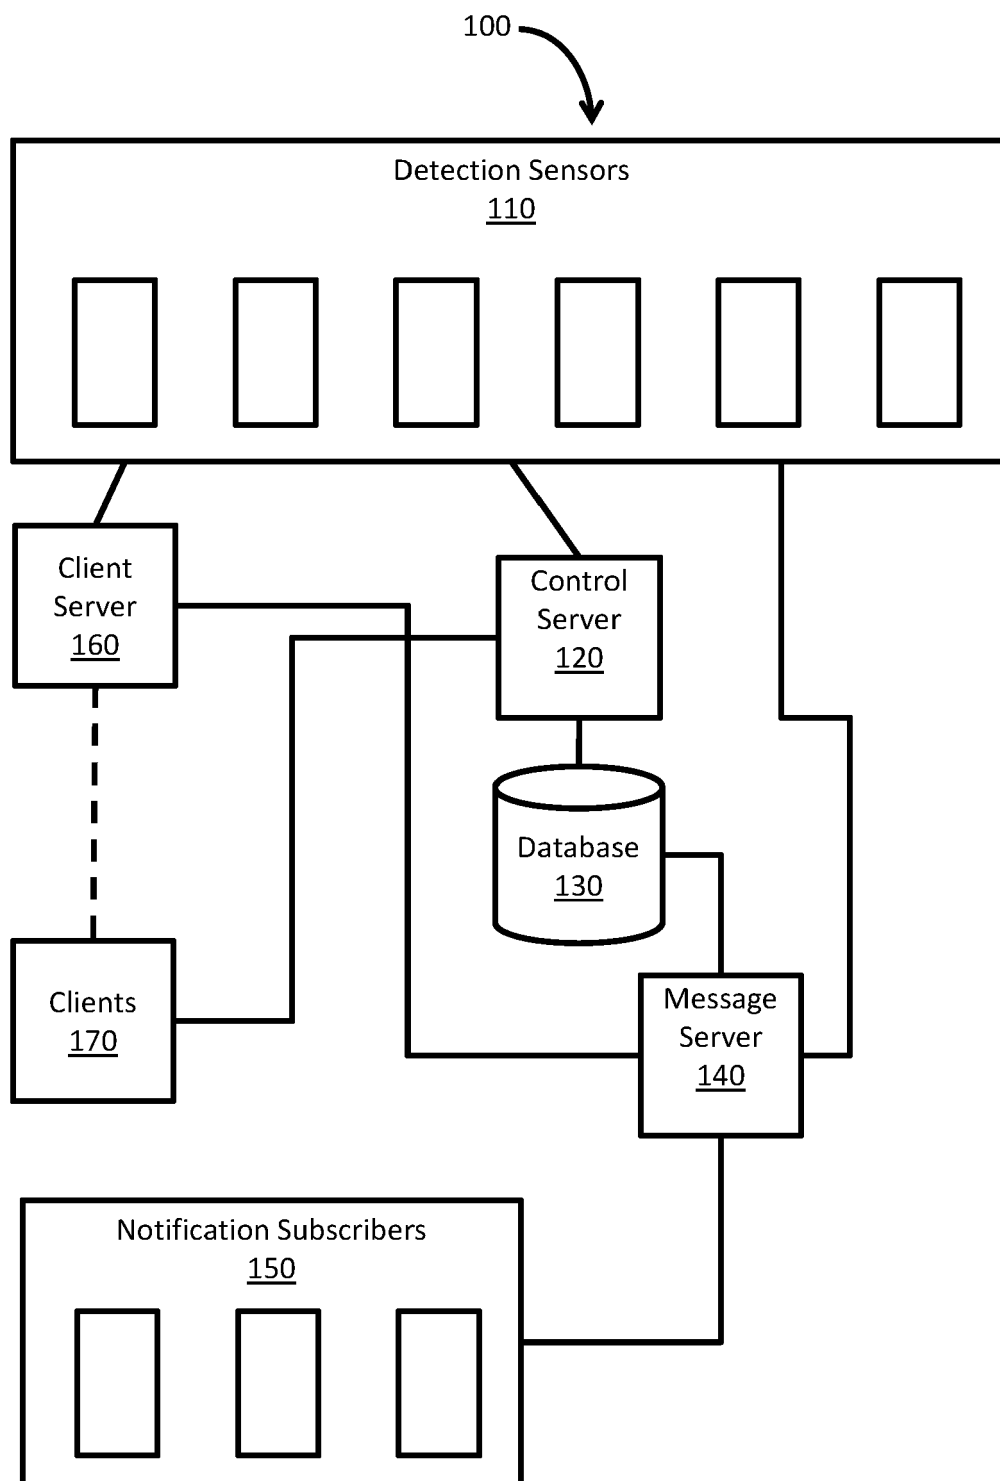 100
Detection Sensors
110
Client
Server
160
Control
Server
120
Database
130
Clients
170
Message
Server
140
Notification Subscribers
150